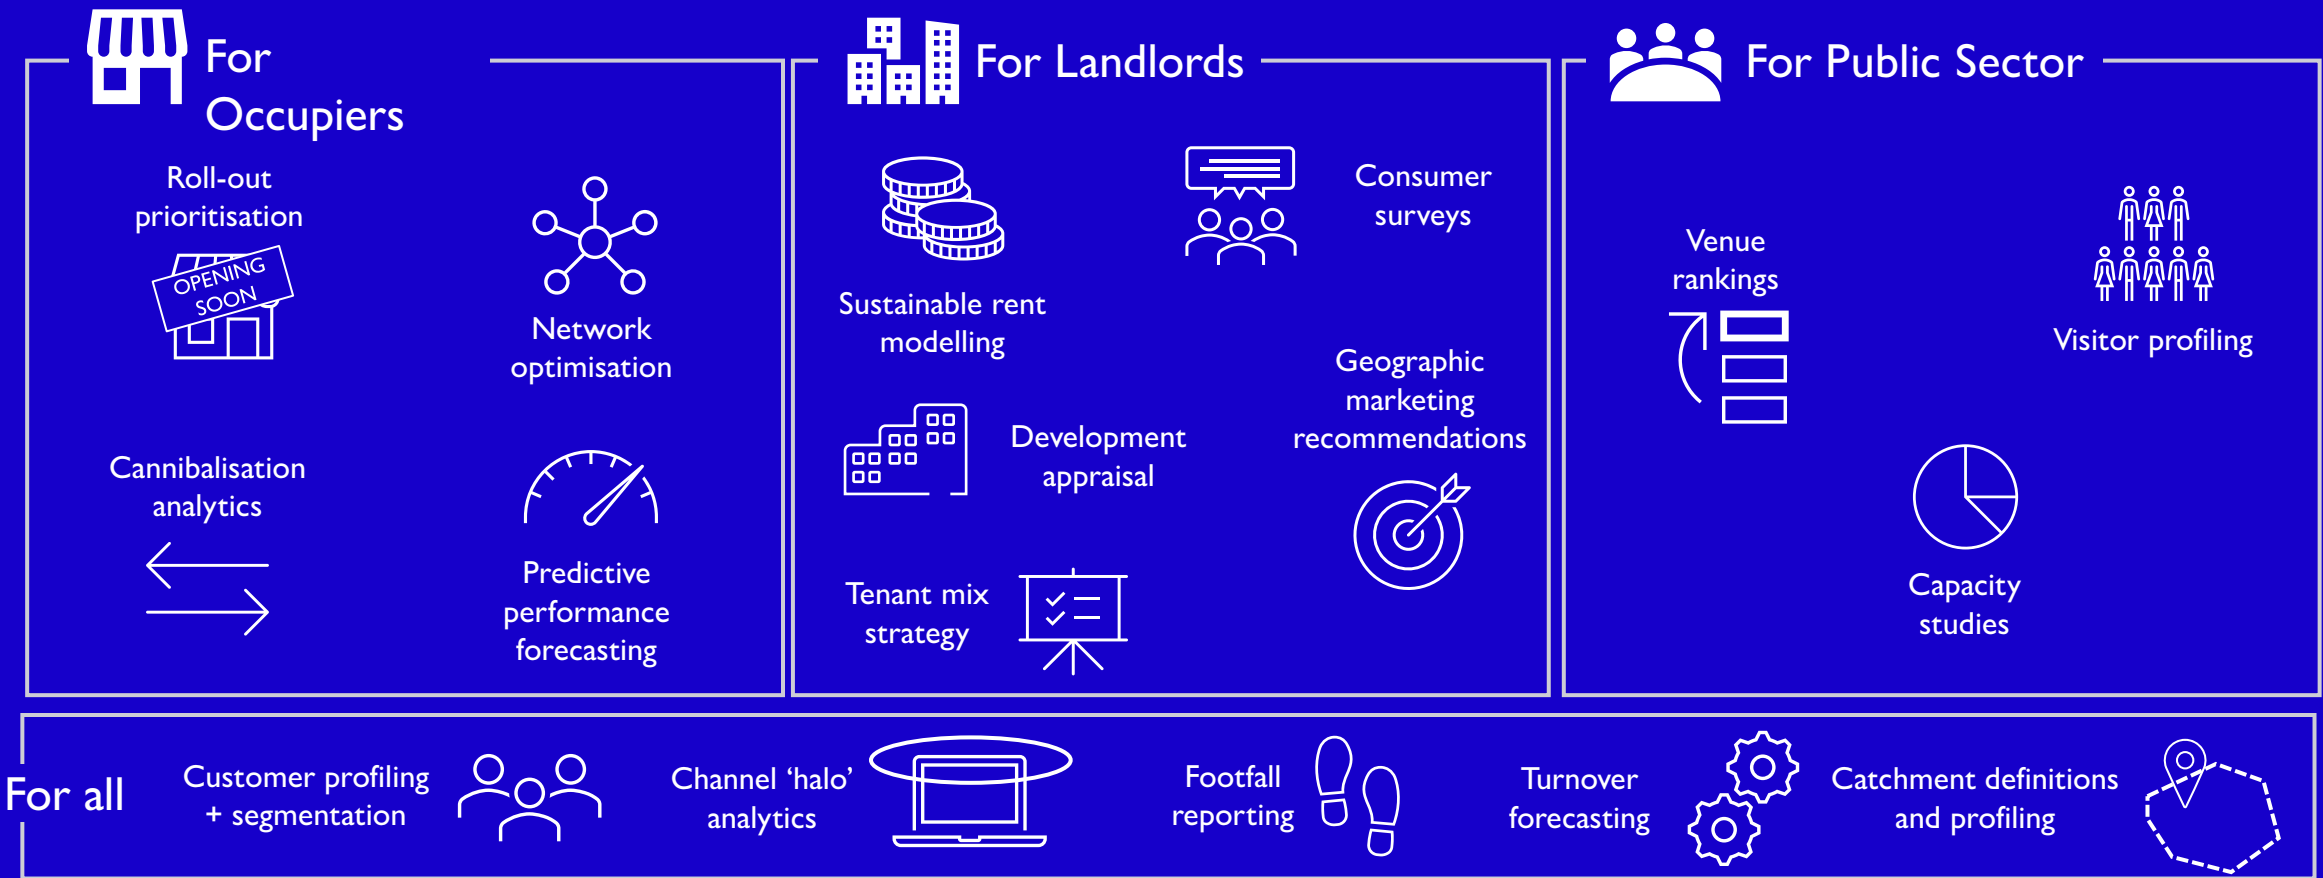 For
Occupiers
Roll-out
prioritisation
OPENING
SOON
Network
optimisation
Cannibalisation
analytics
Predictive
performance
forecasting
For Landlords
Sustainable rent
modelling
Consumer
surveys
Development
appraisal
Geographic
marketing
recommendations
Tenant mix
strategy
For Public Sector
Venue
rankings
Visitor profiling
Capacity
studies
For all
Customer profiling
+ segmentation
Channel ‘halo’
analytics
Footfall
reporting
Turnover
forecasting
Catchment definitions
and profiling